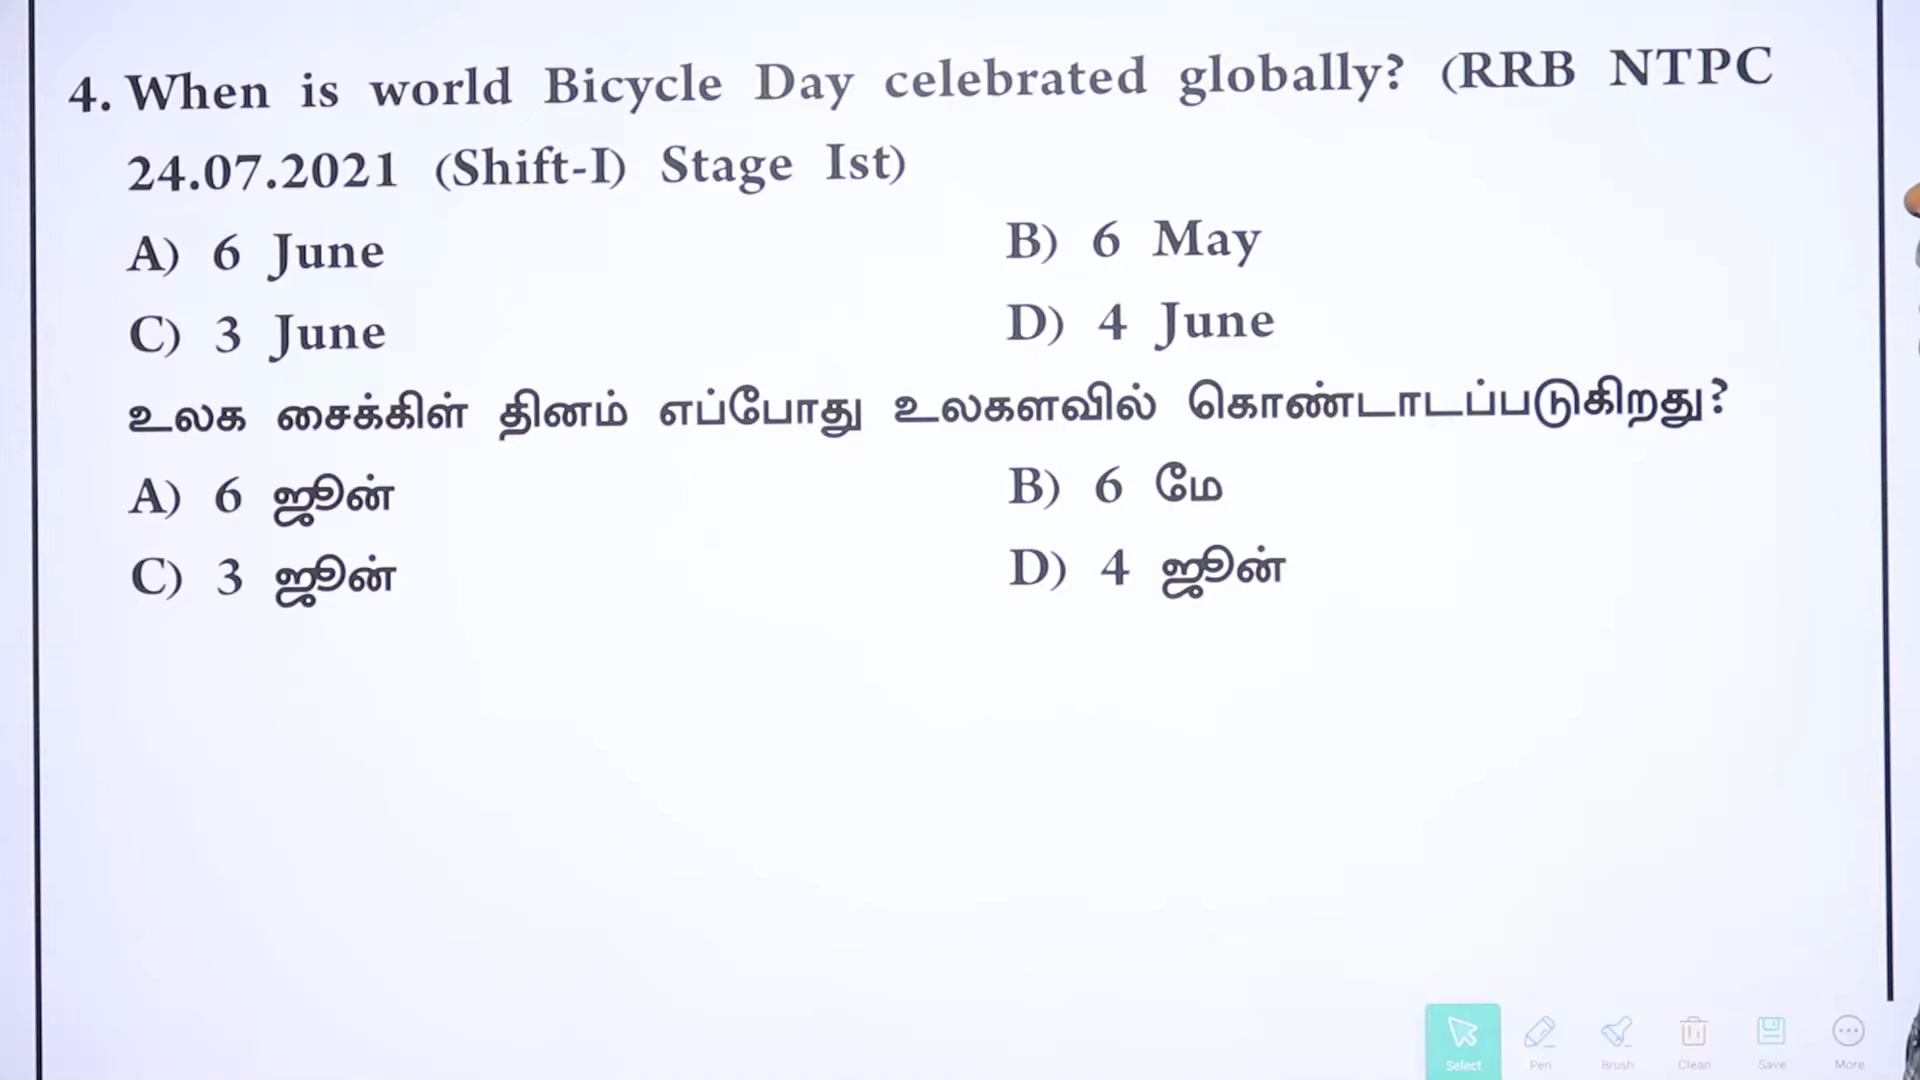 4. When is world Bicycle Day celebrated globally? (RRB NTPC
24.07.2021 (Shift-I) Stage Ist)
A) 6 June B) 6 May
C) 3 June D) 4 June
உலக சைக்கிள் தினம் எப்போது உலகளவில் கொண்டாடப்படுகிறது?
A) 6 ஜூன் B) 6 மே
C) 3 ஜூன் D) 4 ஜூன்
Select Pen Brush Clean Save More